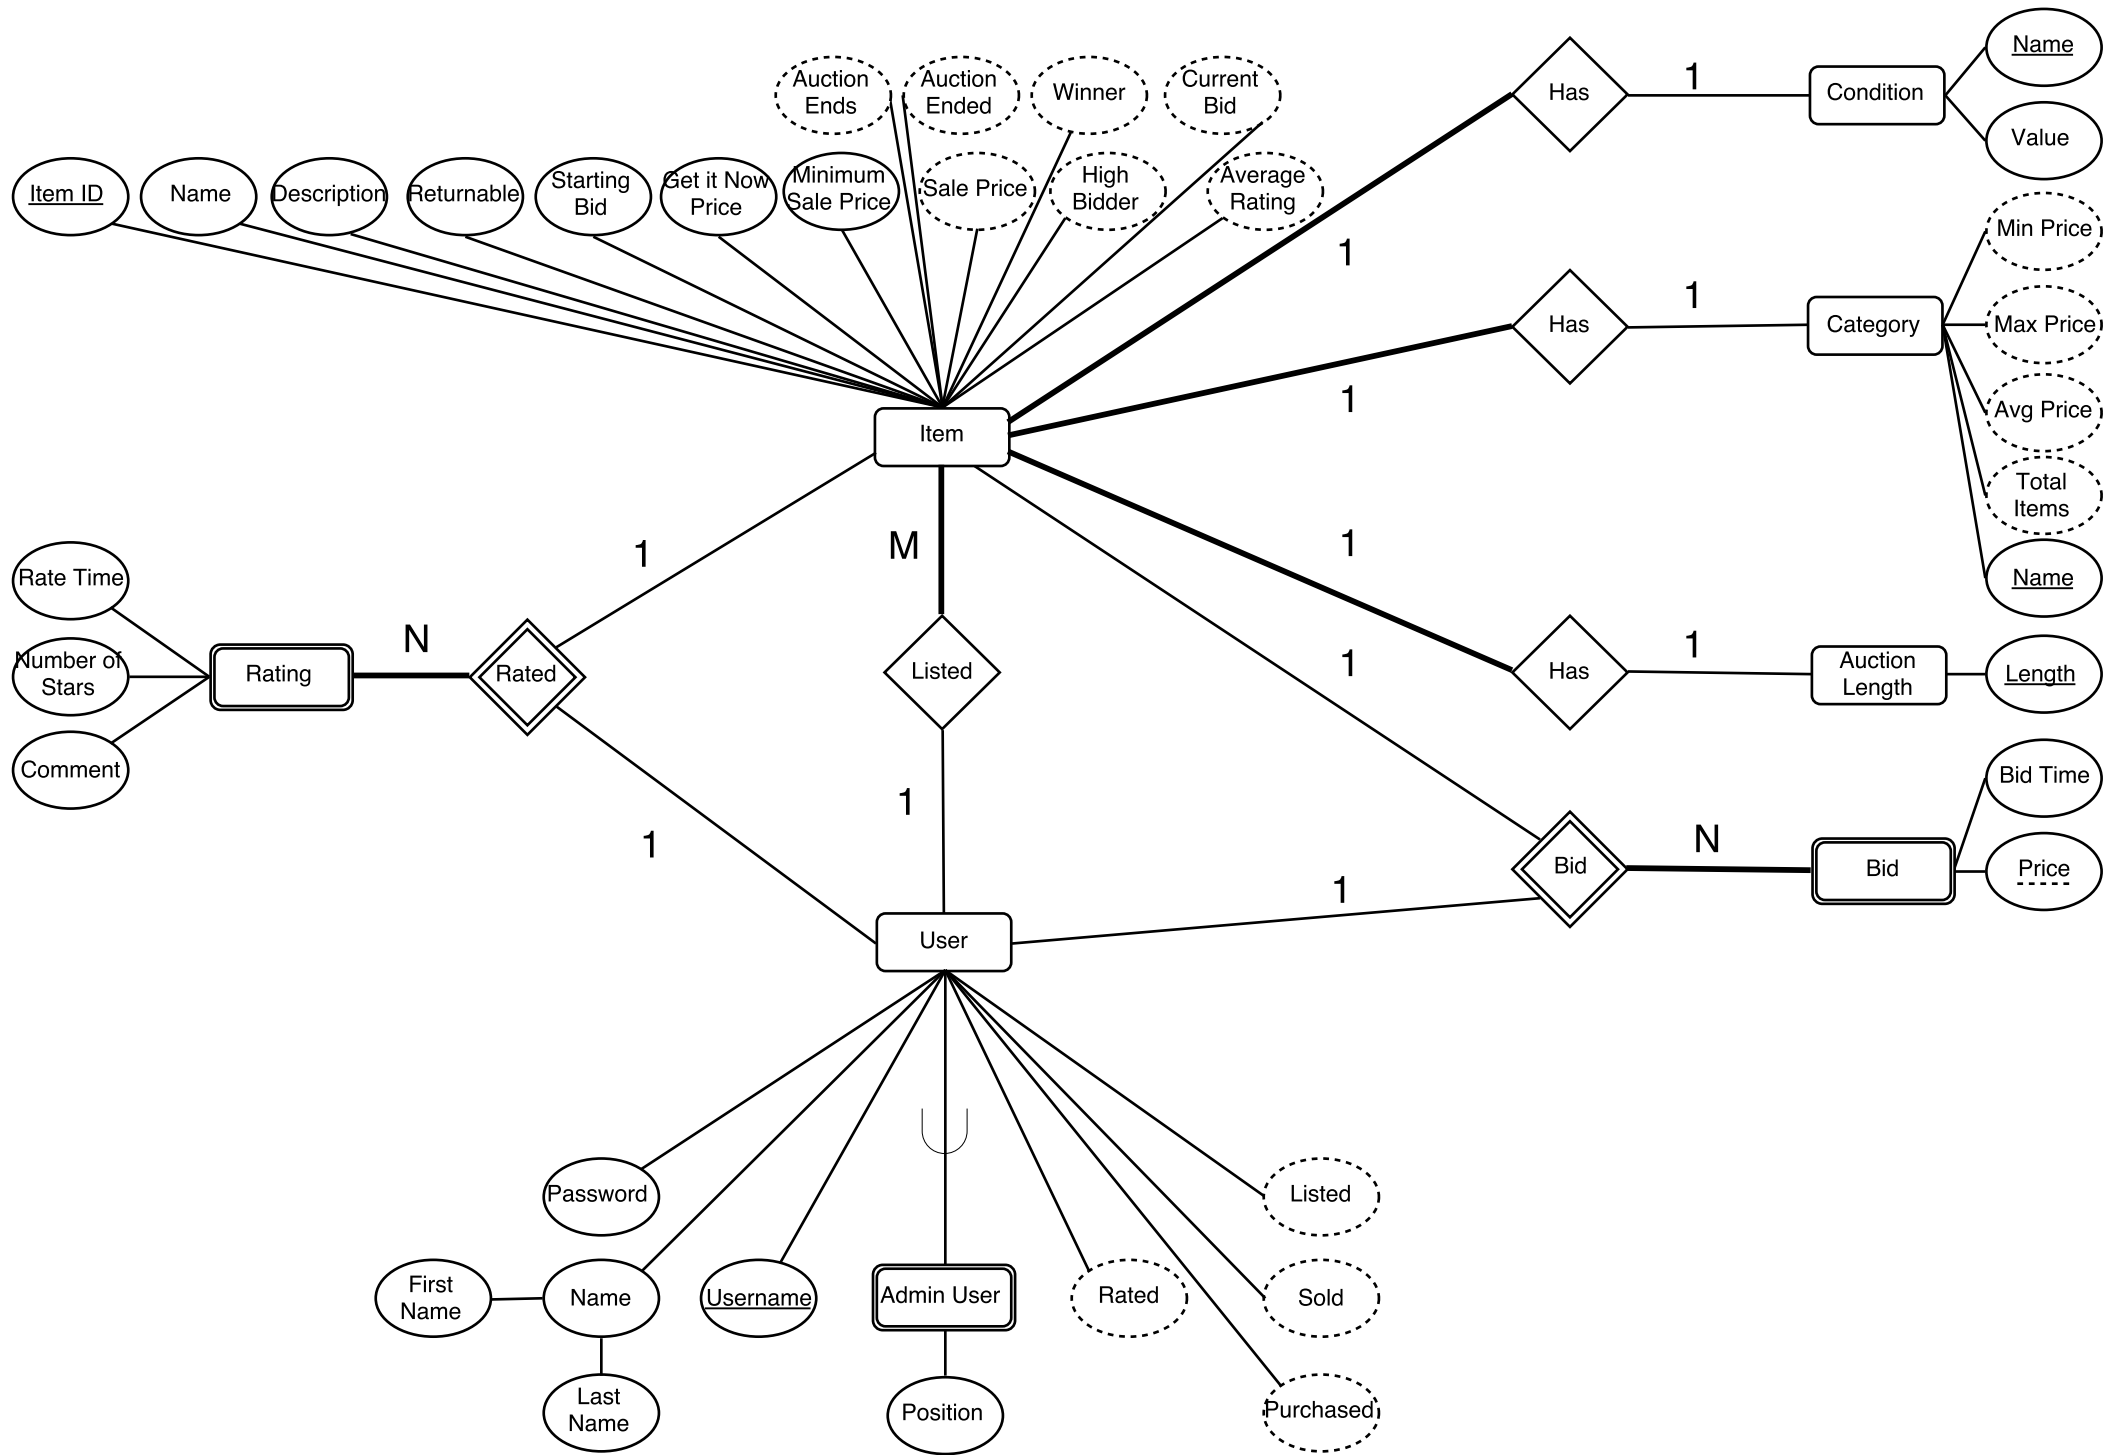 Name
Auction
Ends
Auction
Ended
Winner
Current
Bid
Has
1
Condition
Value
Item ID
Name
Description
Returnable
Starting
Bid
Get it Now
Price
Minimum
Sale Price
Sale Price
High
Bidder
Average
Rating
1
Min Price
Has
1
Category
Max Price
1
Avg Price
Item
Total
Items
Name
M
1
1
Rate Time
N
Number of
Stars
Rating
Rated
Listed
1
Has
1
Auction
Length
Length
Comment
1
1
Bid Time
N
Bid
Bid
Price
1
User
Password
Listed
First
Name
Name
Username
Admin User
Rated
Sold
Last
Name
Position
Purchased